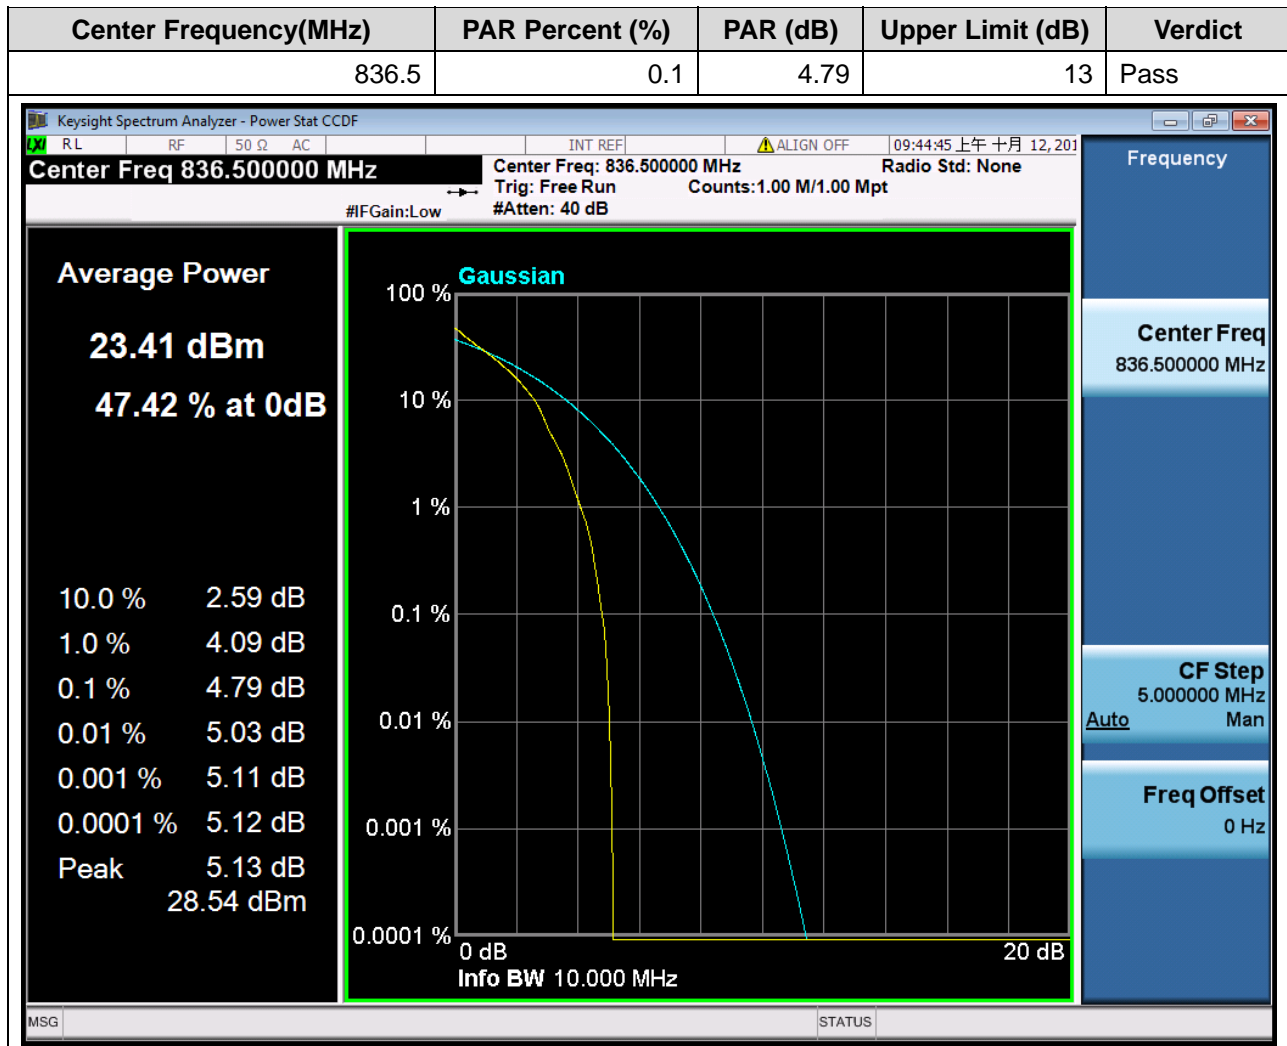 Center Frequency(MHz) PAR Percent (%) PAR (dB) Upper Limit (dB) Verdict
836.5 0.1 4.79 13 Pass
Keysight Spectrum Analyzer - Power Stat CCDF
LXI RL RF 50 Ω AC INT REF ALIGN OFF 09:44:45 上午 十月 12, 201
Center Freq 836.500000 MHz
Center Freq: 836.500000 MHz Radio Std: None
Trig: Free Run Counts:1.00 M/1.00 Mpt
#IFGain:Low #Atten: 40 dB
Average Power
23.41 dBm
47.42 % at 0dB
10.0 % 2.59 dB
1.0 % 4.09 dB
0.1 % 4.79 dB
0.01 % 5.03 dB
0.001 % 5.11 dB
0.0001 % 5.12 dB
Peak 5.13 dB
28.54 dBm
Gaussian
100 %
10 %
1 %
0.1 %
0.01 %
0.001 %
0.0001 %
0 dB 20 dB
Info BW 10.000 MHz
Frequency
Center Freq
836.500000 MHz
CF Step
5.000000 MHz
Auto Man
Freq Offset
0 Hz
MSG STATUS